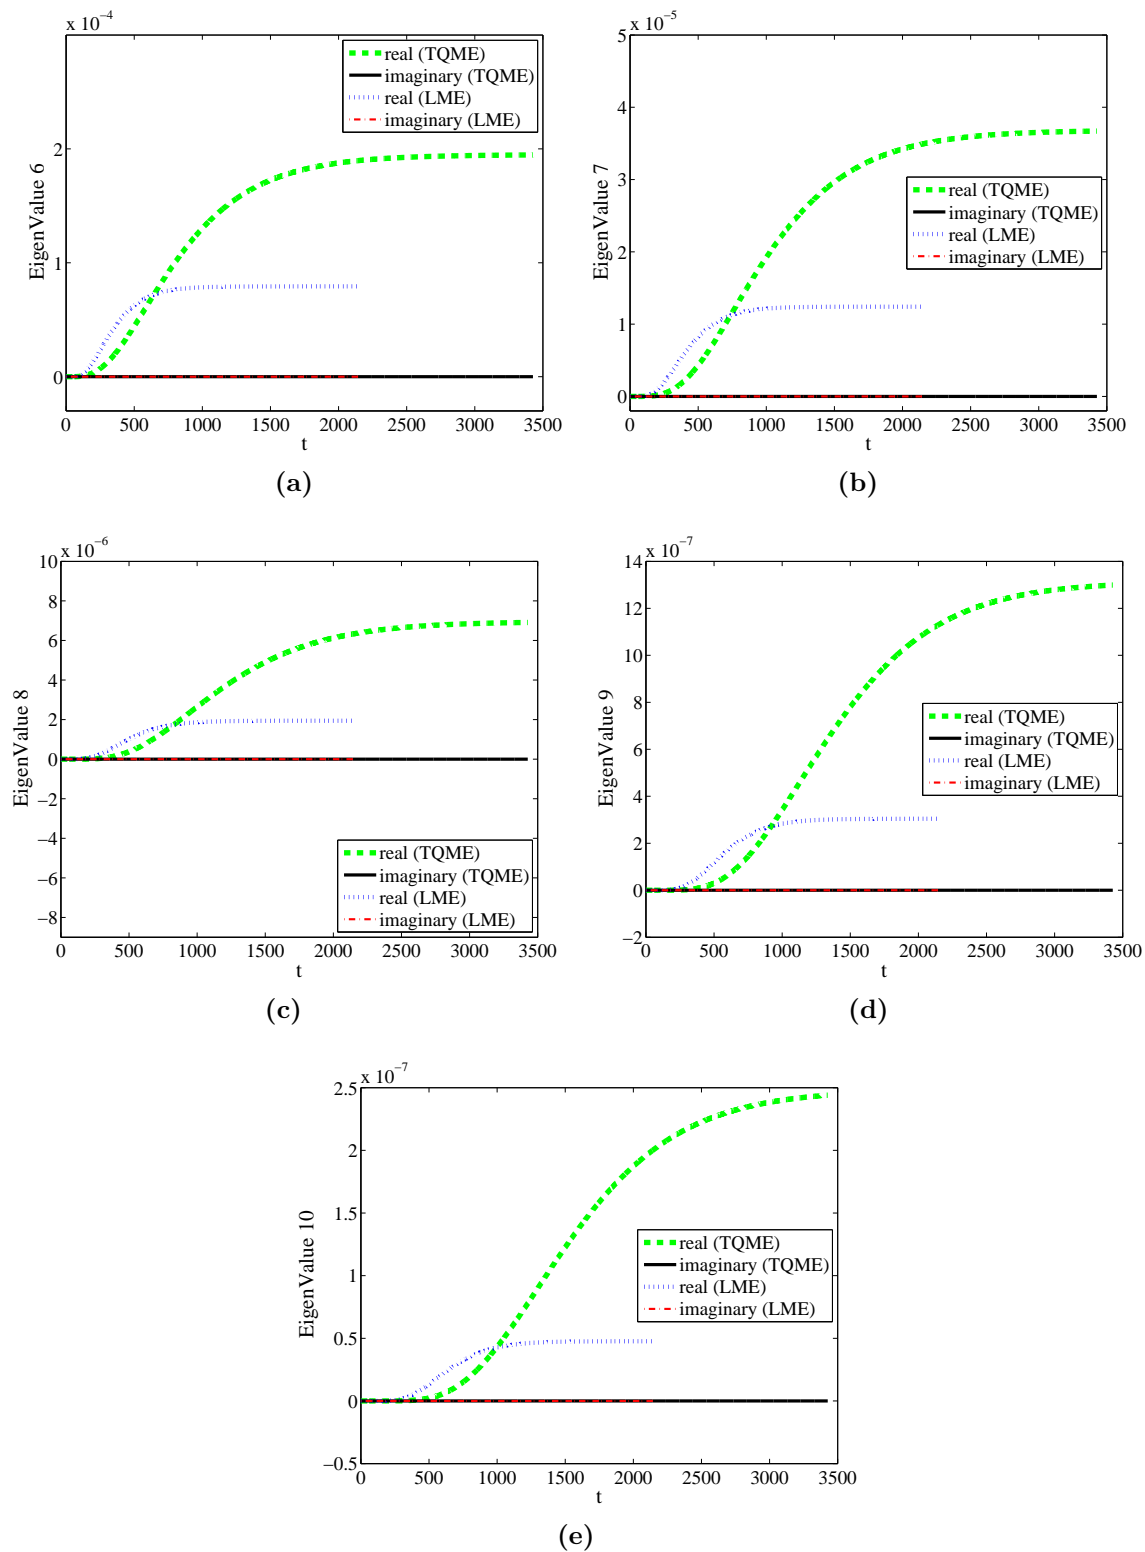 x 10⁻⁴
EigenValue 6
2
1
0
0 500 1000 1500 2000 2500 3000 3500
t
real (TQME)
imaginary (TQME)
real (LME)
imaginary (LME)
(a)
x 10⁻⁵
EigenValue 7
5
4
3
2
1
0
0 500 1000 1500 2000 2500 3000 3500
t
real (TQME)
imaginary (TQME)
real (LME)
imaginary (LME)
(b)
x 10⁻⁶
EigenValue 8
10
8
6
4
2
0
−2
−4
−6
−8
0 500 1000 1500 2000 2500 3000 3500
t
real (TQME)
imaginary (TQME)
real (LME)
imaginary (LME)
(c)
x 10⁻⁷
EigenValue 9
14
12
10
8
6
4
2
0
−2
0 500 1000 1500 2000 2500 3000 3500
t
real (TQME)
imaginary (TQME)
real (LME)
imaginary (LME)
(d)
x 10⁻⁷
EigenValue 10
2.5
2
1.5
1
0.5
0
−0.5
0 500 1000 1500 2000 2500 3000 3500
t
real (TQME)
imaginary (TQME)
real (LME)
imaginary (LME)
(e)